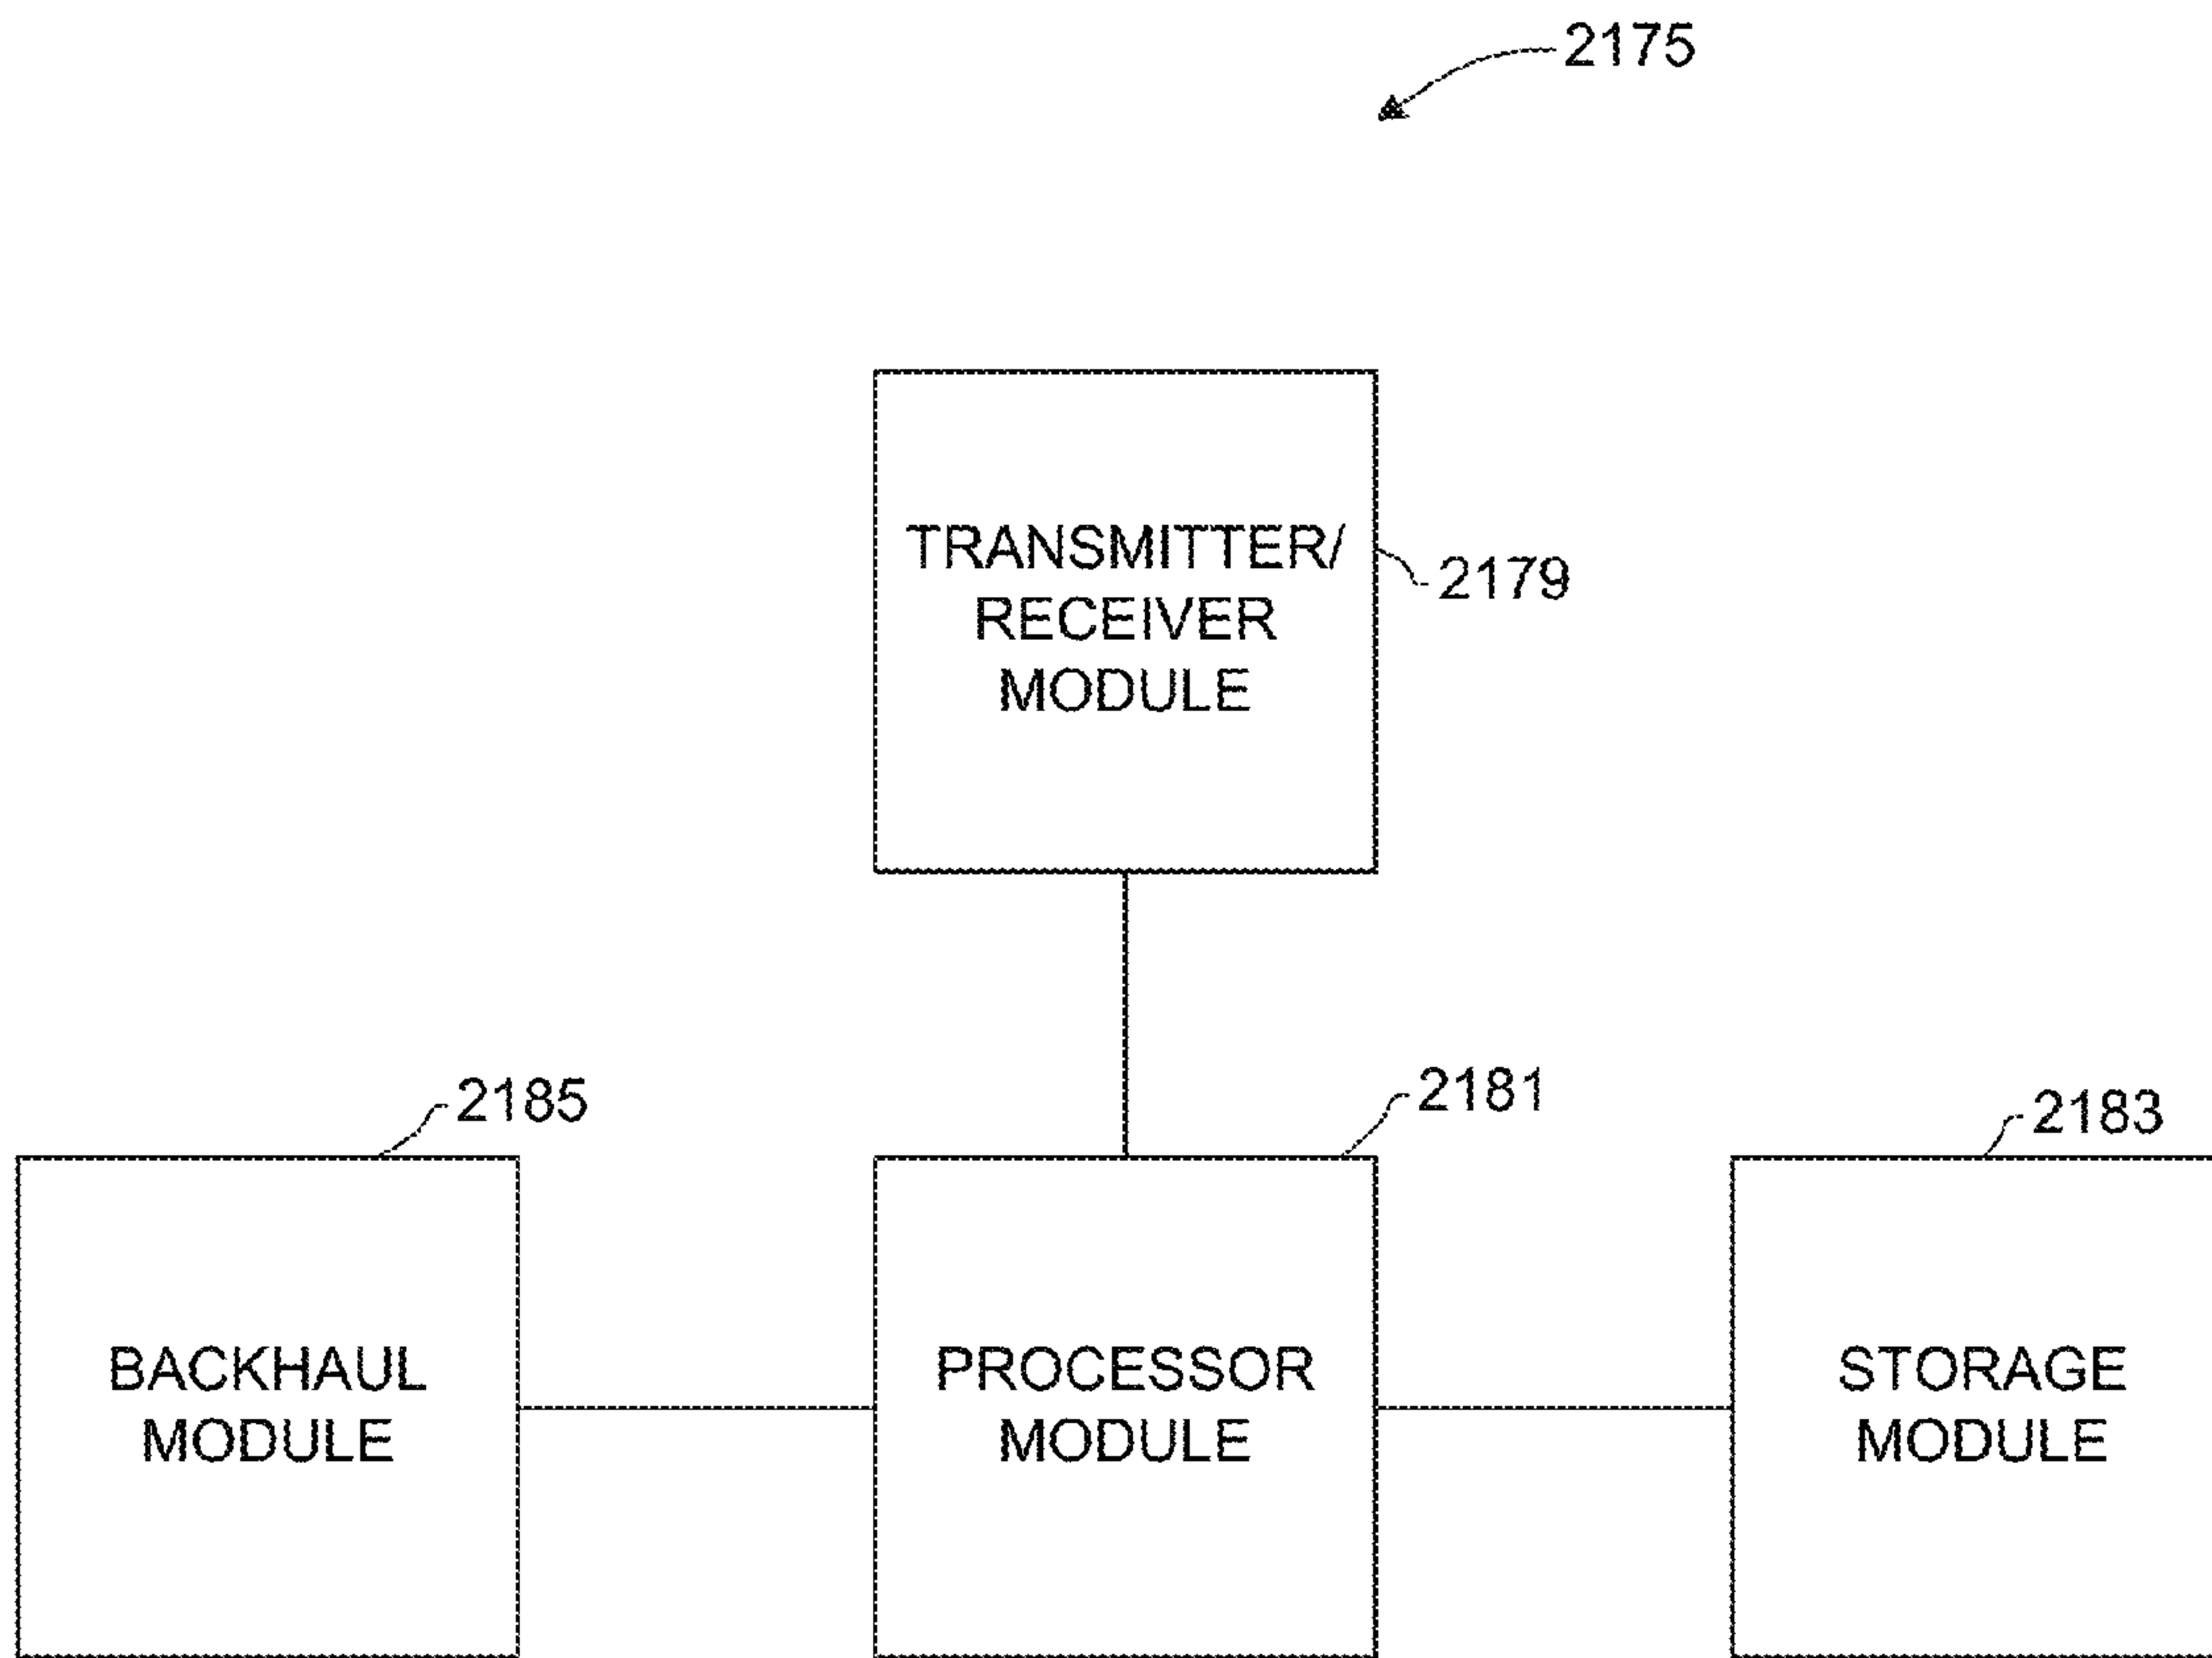 2175
TRANSMITTER/
RECEIVER
MODULE
2179
2185
2181
2183
BACKHAUL
MODULE
PROCESSOR
MODULE
STORAGE
MODULE